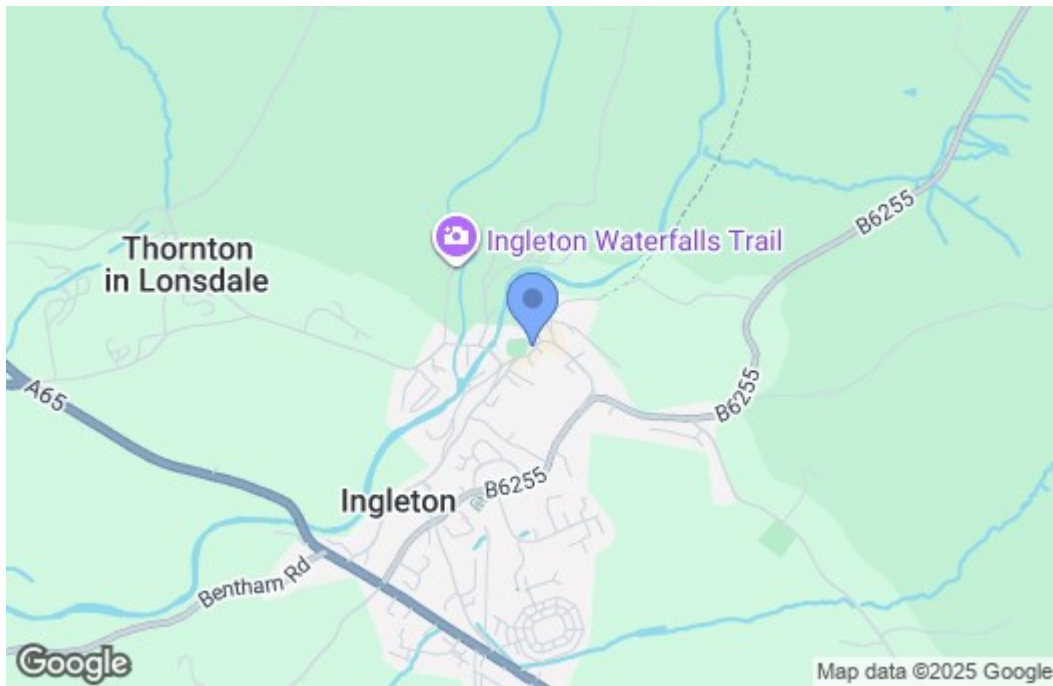 B6255
Ingleton Waterfalls Trail
Thornton
in Lonsdale
A65
B6255
B6255
Ingleton
Bentham Rd
Google
Map data ©2025 Google